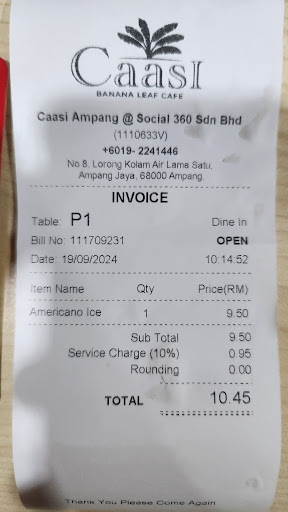 Caasi
BANANA LEAF CAFE
Caasi Ampang @ Social 360 Sdn Bhd
(1110633V)
+6019- 2241446
No 8. Lorong Kolam Air Lama Satu,
Ampang Jaya, 68000 Ampang.
INVOICE
Table: P1 Dine In
Bill No: 111709231 OPEN
Date: 19/09/2024 10:14:52
Item Name Qty Price(RM)
Americano Ice 1 9.50
Sub Total 9.50
Service Charge (10%) 0.95
Rounding 0.00
TOTAL 10.45
Thank You Please Come Again